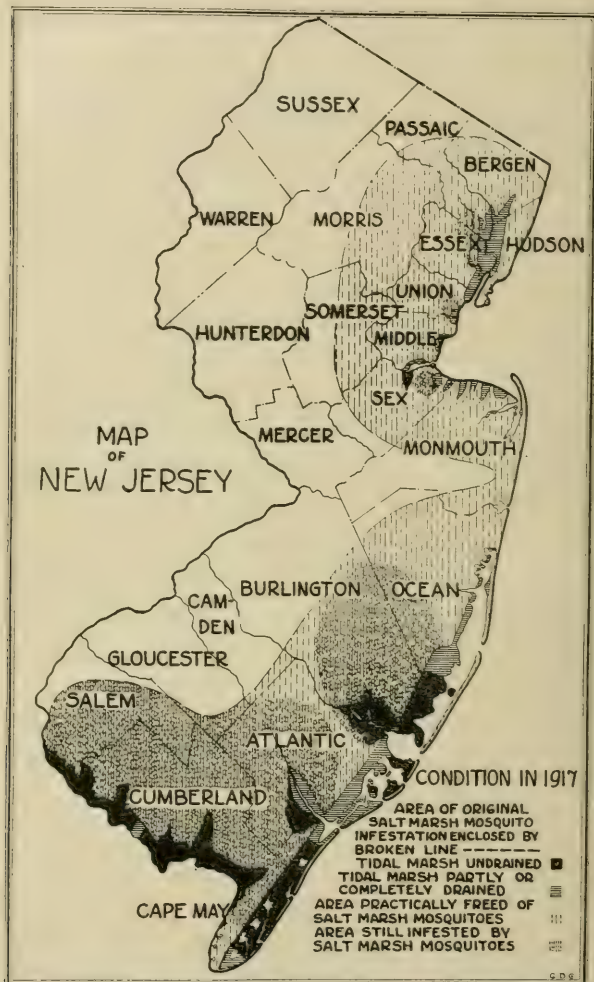 SUSSEX
PASSAIC
BERGEN
WARREN
MORRIS
ESSEX
HUDSON
UNION
SOMERSET
HUNTERDON
MIDDLE
SEX
MERCER
MONMOUTH
MAP
OF
NEW JERSEY
BURLINGTON
OCEAN
CAM-
DEN
GLOUCESTER
SALEM
ATLANTIC
CUMBERLAND
CAPE MAY
CONDITION IN 1917
AREA OF ORIGINAL
SALT MARSH MOSQUITO
INFESTATION ENCLOSED BY
BROKEN LINE
TIDAL MARSH UNDRAINED
TIDAL MARSH PARTLY OR
COMPLETELY DRAINED
AREA PRACTICALLY FREED OF
SALT MARSH MOSQUITOES
AREA STILL INFESTED BY
SALT MARSH MOSQUITOES
G D G